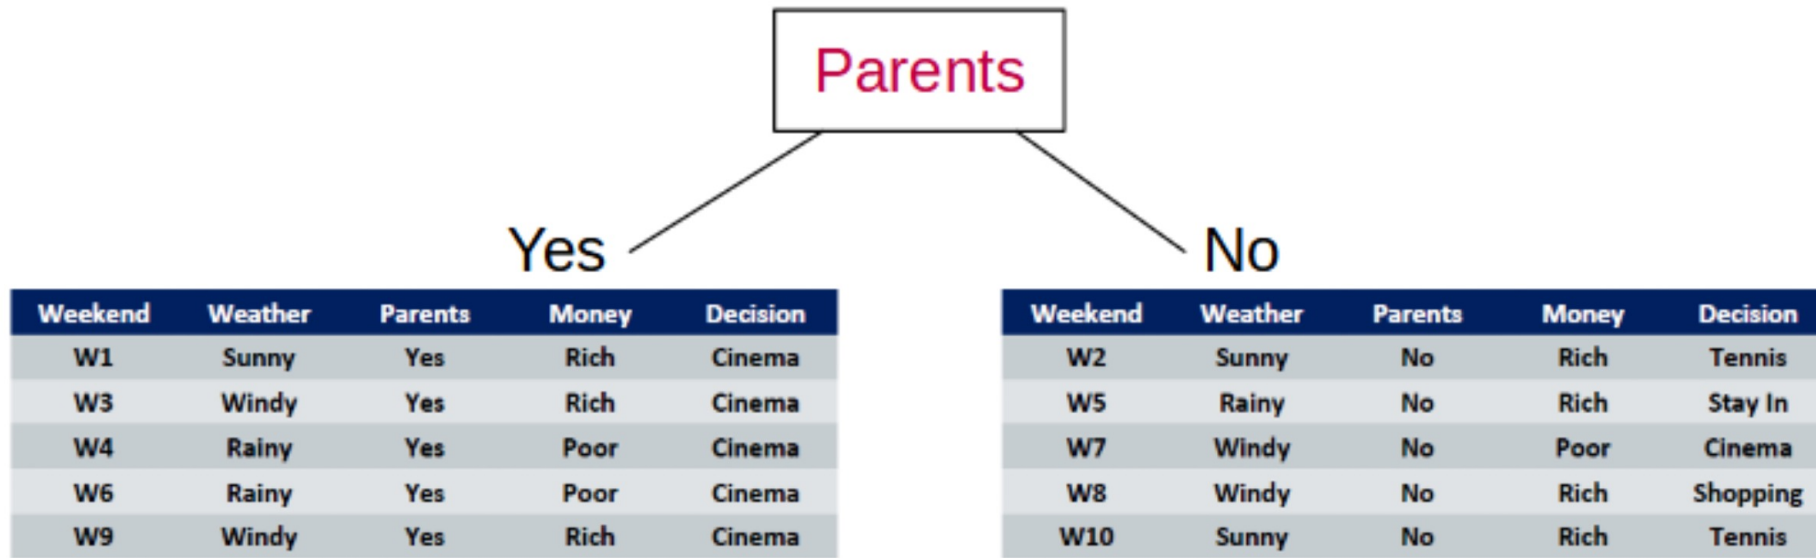 Parents
Yes
No
Weekend Weather Parents Money Decision
W1 Sunny Yes Rich Cinema
W3 Windy Yes Rich Cinema
W4 Rainy Yes Poor Cinema
W6 Rainy Yes Poor Cinema
W9 Windy Yes Rich Cinema
Weekend Weather Parents Money Decision
W2 Sunny No Rich Tennis
W5 Rainy No Rich Stay In
W7 Windy No Poor Cinema
W8 Windy No Rich Shopping
W10 Sunny No Rich Tennis